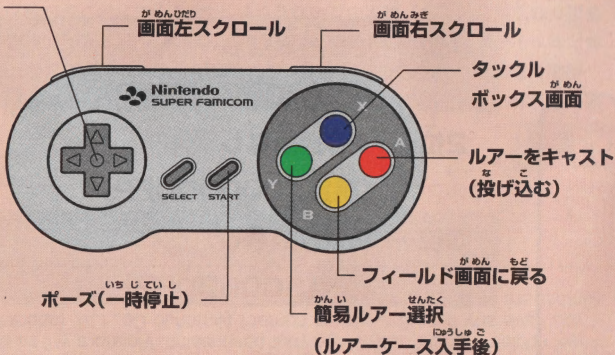 画面左スクロール
画面右スクロール
Nintendo
SUPER FAMICOM
タックル
ボックス画面
X
A
Y
B
SELECT START
ルアーをキャスト
(投げ込む)
フィールド画面に戻る
ポーズ(一時停止)
簡易ルアー選択
(ルアーケース入手後)